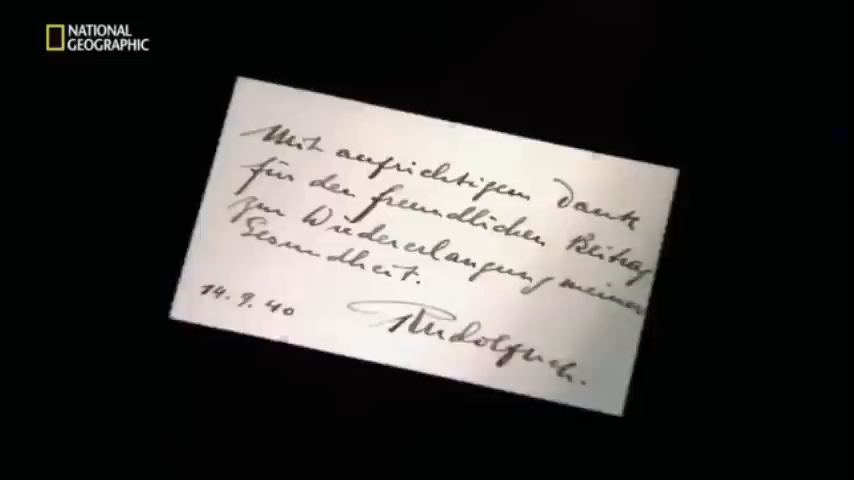 NATIONAL
GEOGRAPHIC
Mit aufrichtigem Dank
für den freundlichen Beitrag
zur Wiedererlangung meiner
Gesundheit.
14.9.40